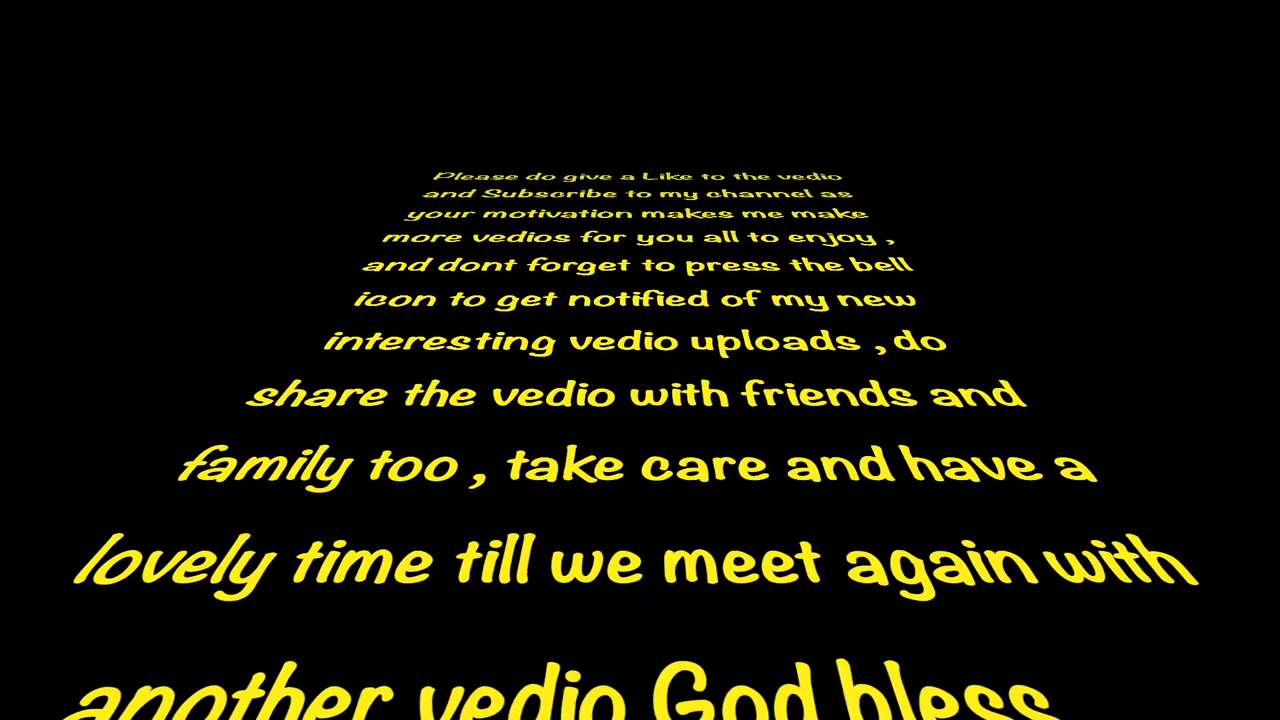 Please do give a Like to the vedio
and Subscribe to my channel as
your motivation makes me make
more vedios for you all to enjoy ,
and dont forget to press the bell
icon to get notified of my new
interesting vedio uploads , do
share the vedio with friends and
family too , take care and have a
lovely time till we meet again with
another vedio God bless